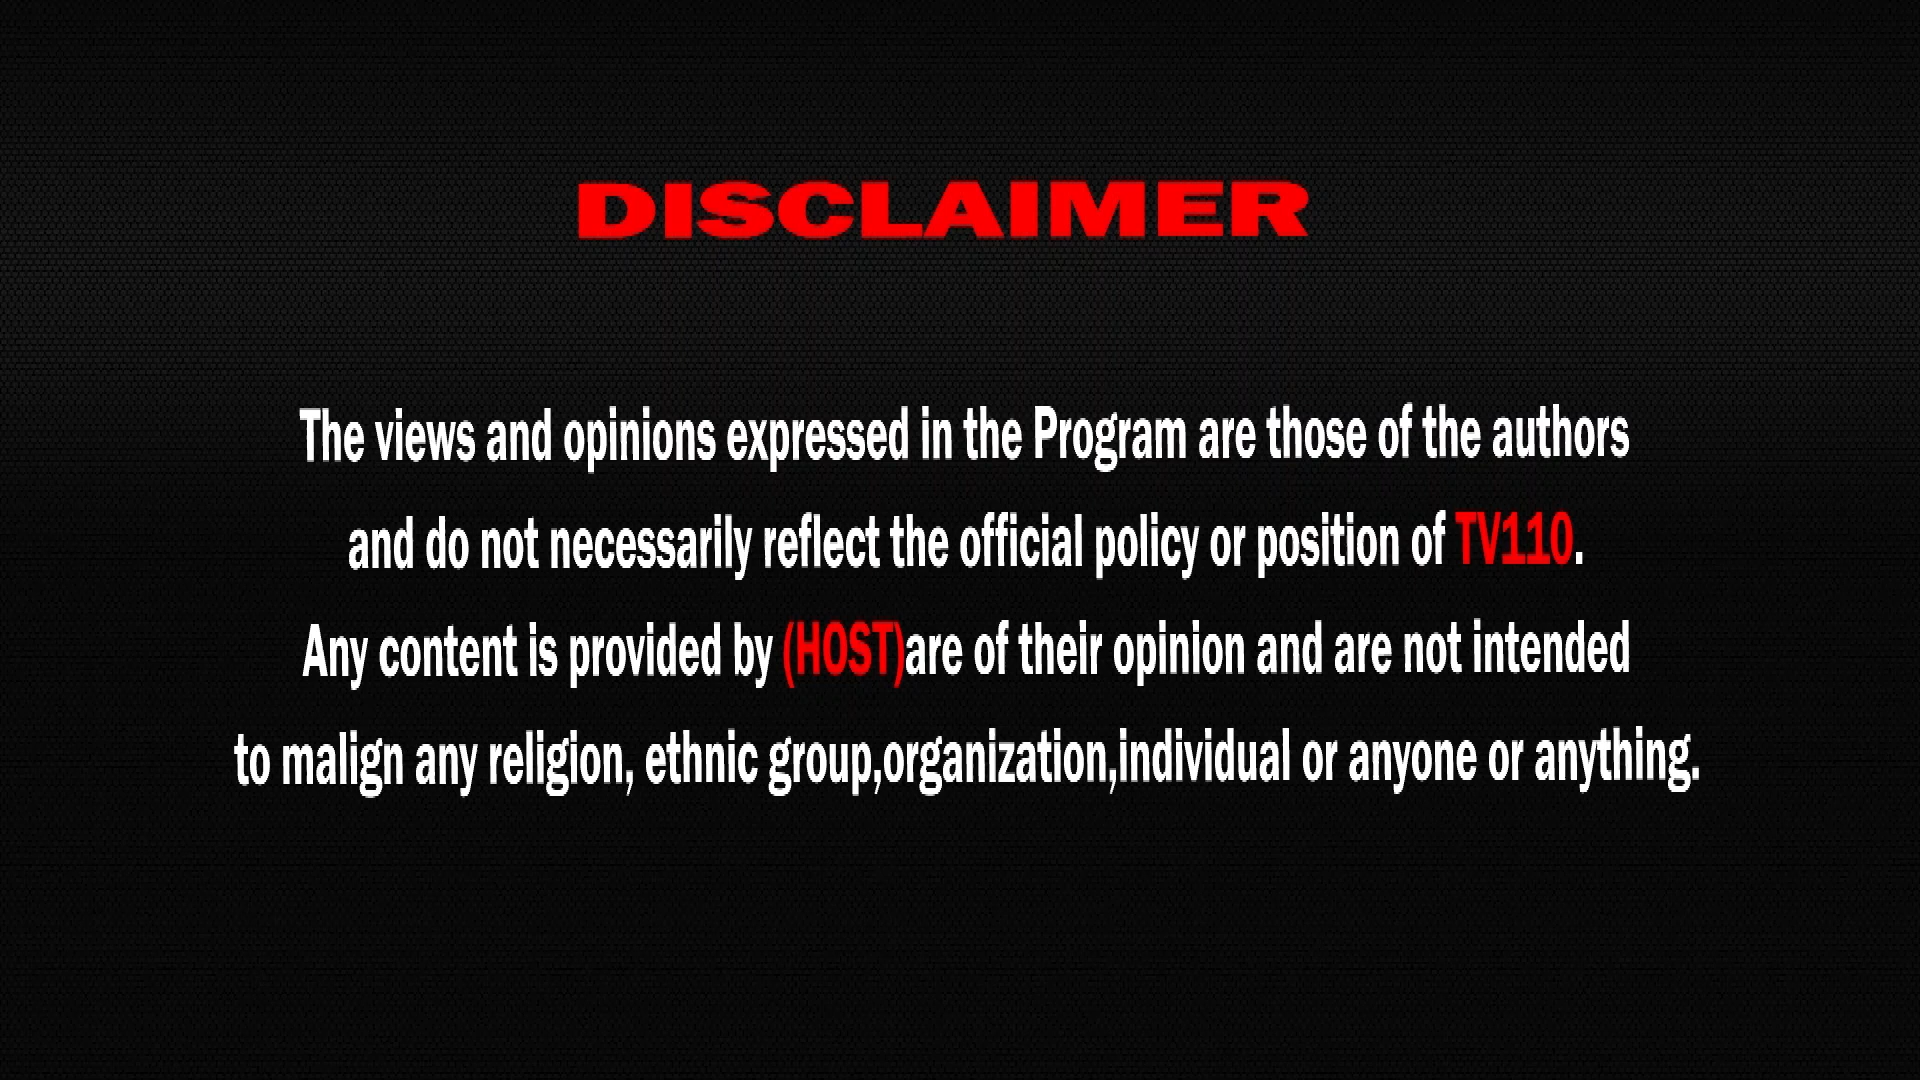 DISCLAIMER
The views and opinions expressed in the Program are those of the authors
and do not necessarily reflect the official policy or position of TV110.
Any content is provided by (HOST)are of their opinion and are not intended
to malign any religion, ethnic group,organization,individual or anyone or anything.